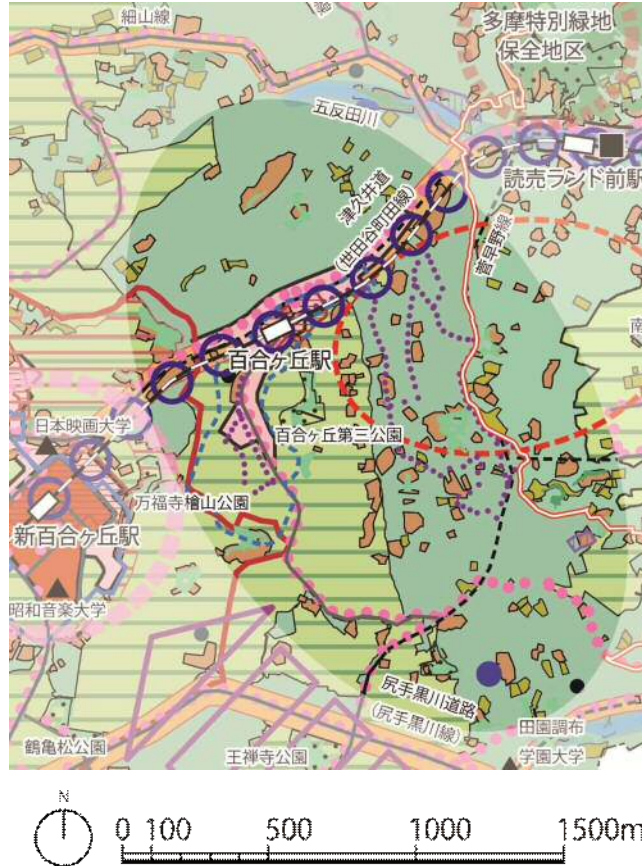 細山線
多摩特別緑地
保全地区
五反田川
津久井道
(世田谷町田線)
読売ランド前駅
菅早野線
南
百合ヶ丘駅
日本映画大学
百合ヶ丘第三公園
万福寺檜山公園
新百合ヶ丘駅
昭和音楽大学
尻手黒川道路
(尻手黒川線)
田園調布
学園大学
鶴亀松公園
王禅寺公園
N
0 100 500 1000 1500m